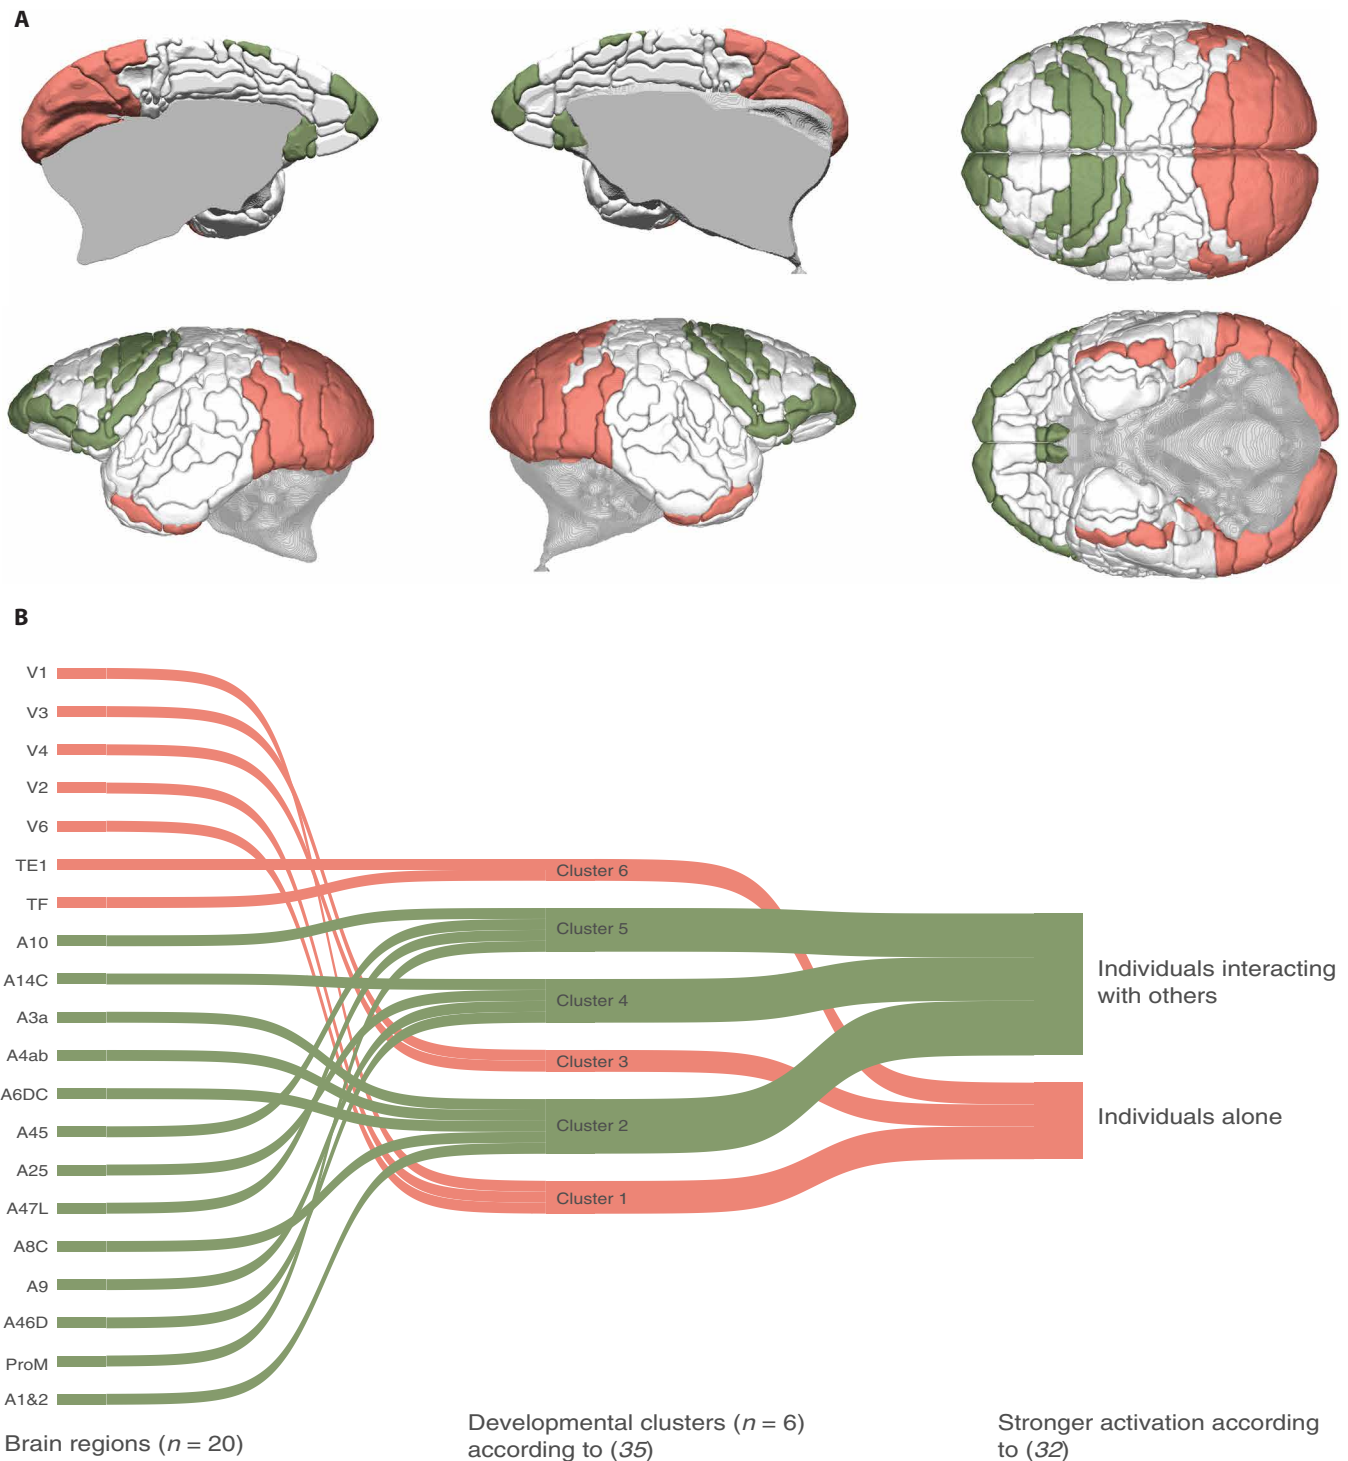 A
B
V1
V3
V4
V2
V6
TE1
TF
A10
A14C
A3a
A4ab
A6DC
A45
A25
A47L
A8C
A9
A46D
ProM
A1&2
Cluster 6
Cluster 5
Cluster 4
Cluster 3
Cluster 2
Cluster 1
Individuals interacting
with others
Individuals alone
Brain regions (n = 20)
Developmental clusters (n = 6)
according to (35)
Stronger activation according
to (32)